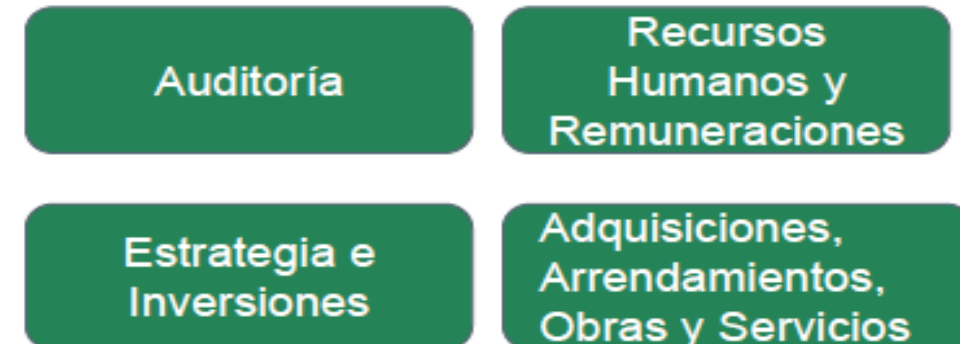 Auditoría
Recursos
Humanos y
Remuneraciones
Estrategia e
Inversiones
Adquisiciones,
Arrendamientos,
Obras y Servicios